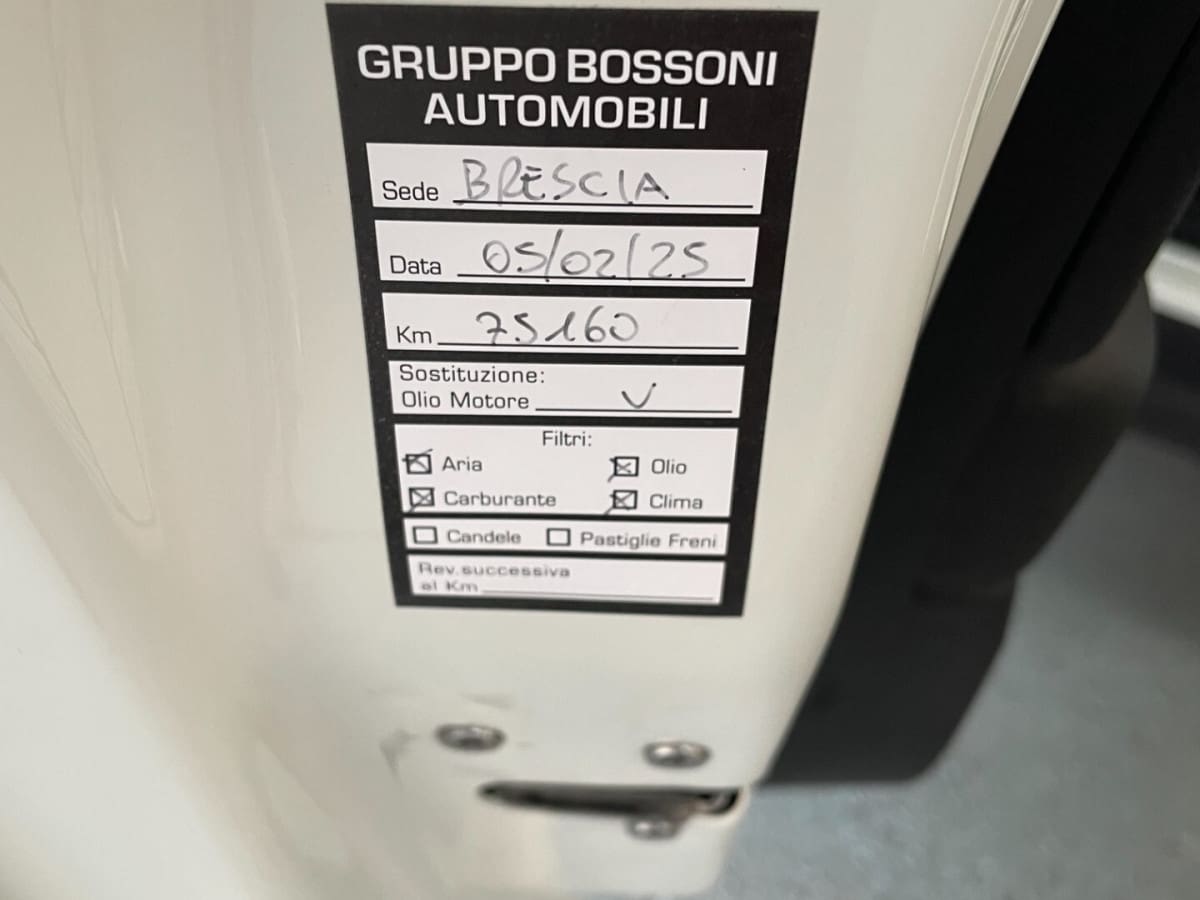 GRUPPO BOSSONI
AUTOMOBILI
Sede BRESCIA
Data 05/02/25
Km 75160
Sostituzione:
Olio Motore V
Filtri:
Aria Olio
Carburante Clima
Candele Pastiglie Freni
Rev. successiva
al Km